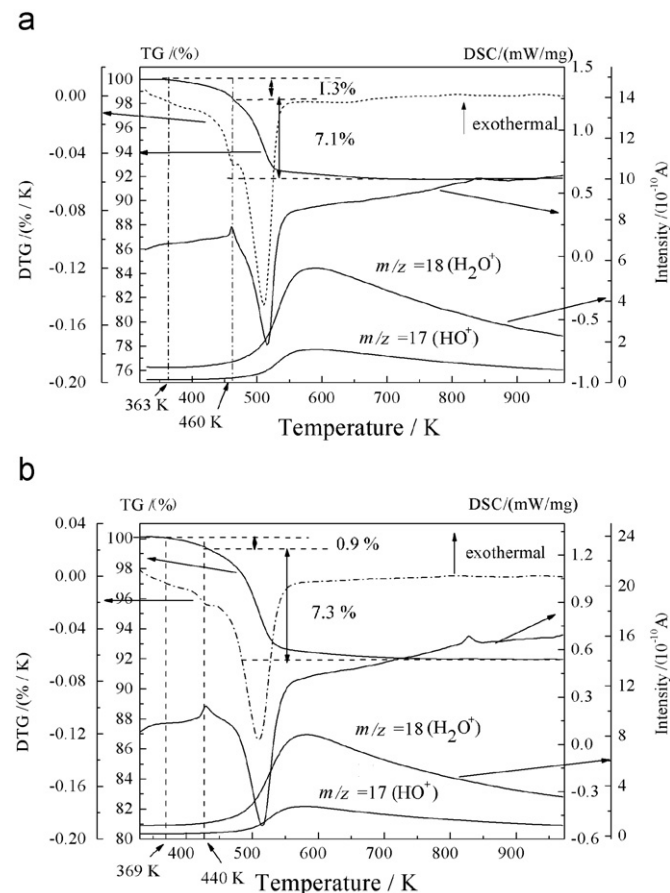 a
TG /(%)
DSC/(mW/mg)
0.00
-0.04
-0.08
-0.12
-0.16
-0.20
DTG /(% / K)
100
98
96
94
92
90
88
86
84
82
80
78
76
1.3%
7.1%
exothermal
m/z=18 (H₂O⁺)
m/z=17 (HO⁺)
1.5
1.2
0.6
0.0
-0.5
-1.0
14
12
10
8
6
4
2
0
Intensity /(10⁻¹⁰A)
400 500 600 700 800 900
363 K
460 K
Temperature / K
b
TG /(%)
DSC/(mW/mg)
0.04
0.00
-0.04
-0.08
-0.12
-0.16
-0.20
DTG /(% / K)
100
98
96
94
92
90
88
86
84
82
80
0.9 %
7.3 %
exothermal
m/z=18 (H₂O⁺)
m/z=17 (HO⁺)
1.2
0.9
0.6
0.3
0.0
-0.3
-0.6
24
20
16
12
8
4
0
Intensity /(10⁻¹⁰A)
400 500 600 700 800 900
369 K
440 K
Temperature / K